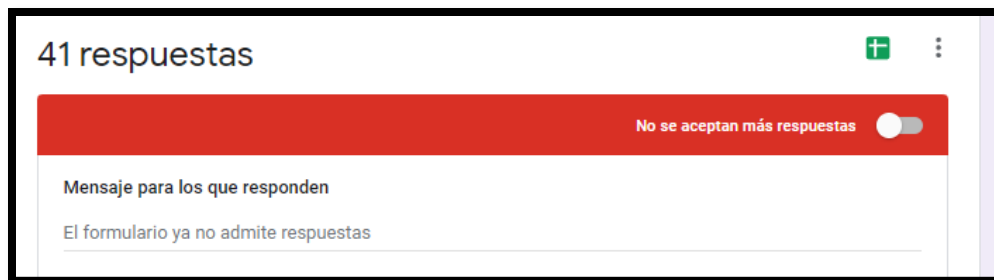 41 respuestas
No se aceptan más respuestas
Mensaje para los que responden
El formulario ya no admite respuestas